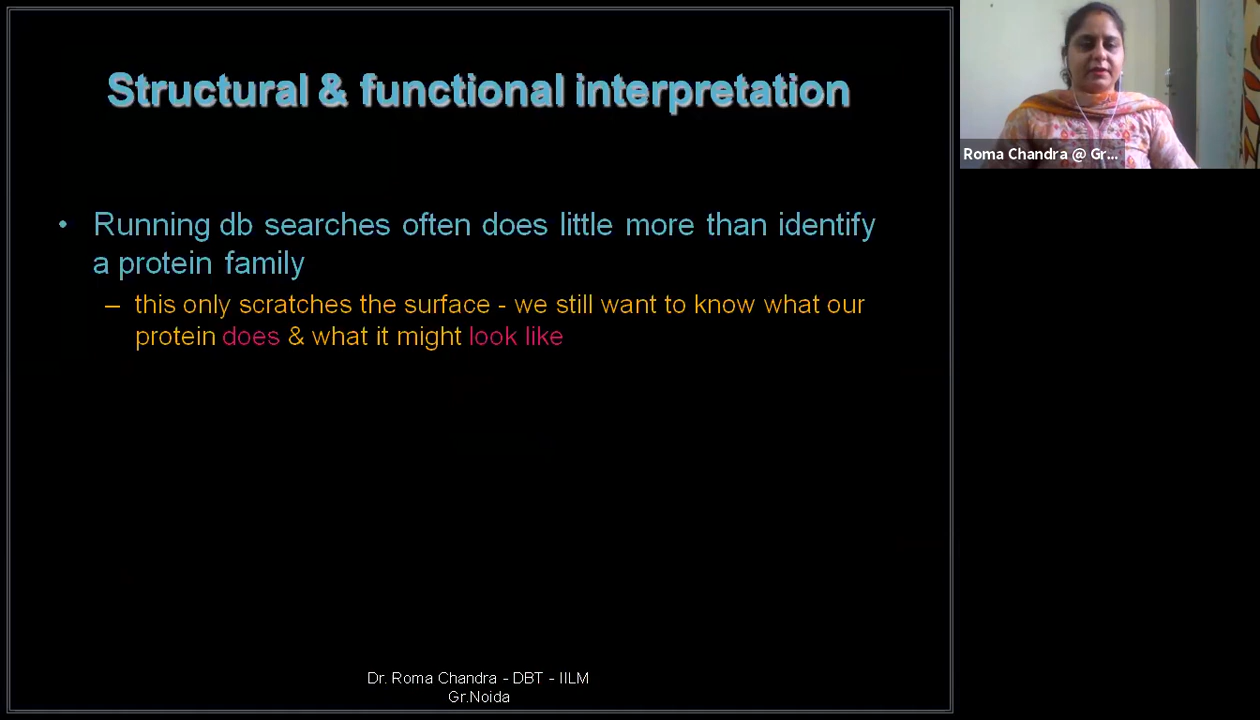 Structural & functional interpretation
• Running db searches often does little more than identify
a protein family
– this only scratches the surface - we still want to know what our
protein does & what it might look like
Dr. Roma Chandra - DBT - IILM
Gr.Noida
Roma Chandra @ Gr...